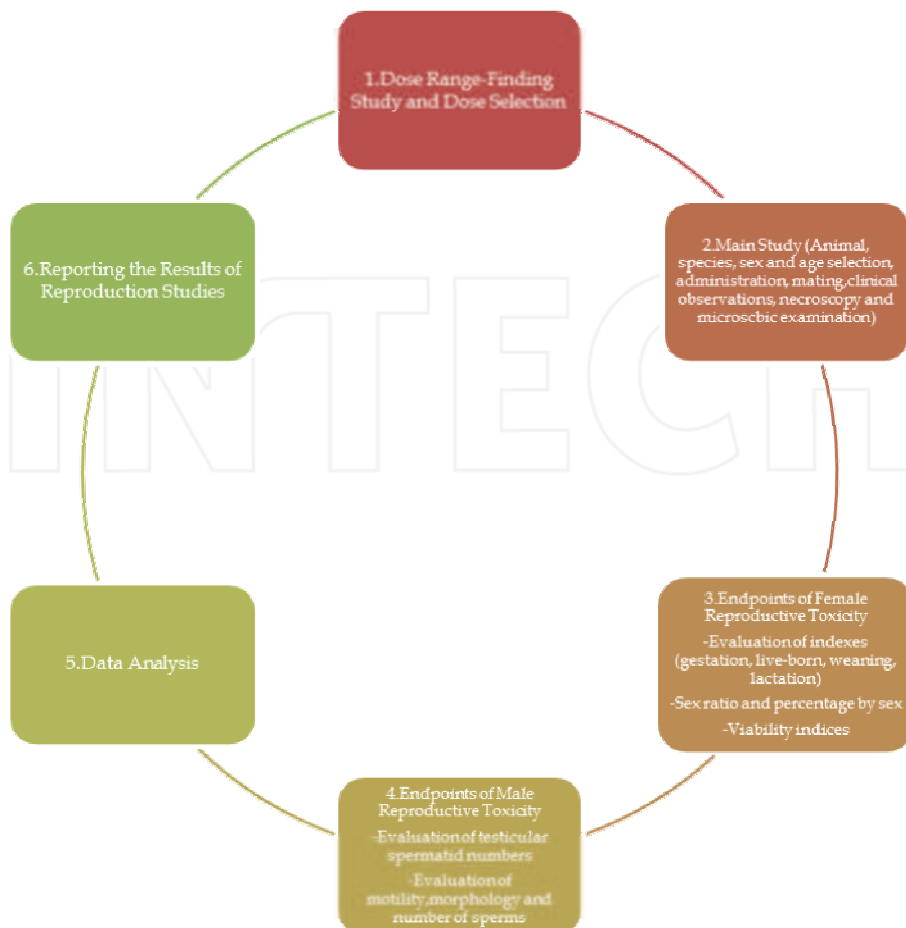 1.Dose Range-Finding
Study and Dose Selection
2.Main Study (Animal,
species, sex and age selection,
administration, mating,clinical
observations, necroscopy and
microscbic examination)
3.Endpoints of Female
Reproductive Toxicity
-Evaluation of indexes
(gestation, live-born, weaning,
lactation)
-Sex ratio and percentage by sex
-Viability indices
4.Endpoints of Male
Reproductive Toxicity
-Evaluation of testicular
spermatid numbers
-Evaluation of
motility,morphology and
number of sperms
5.Data Analysis
6.Reporting the Results of
Reproduction Studies
INTECH